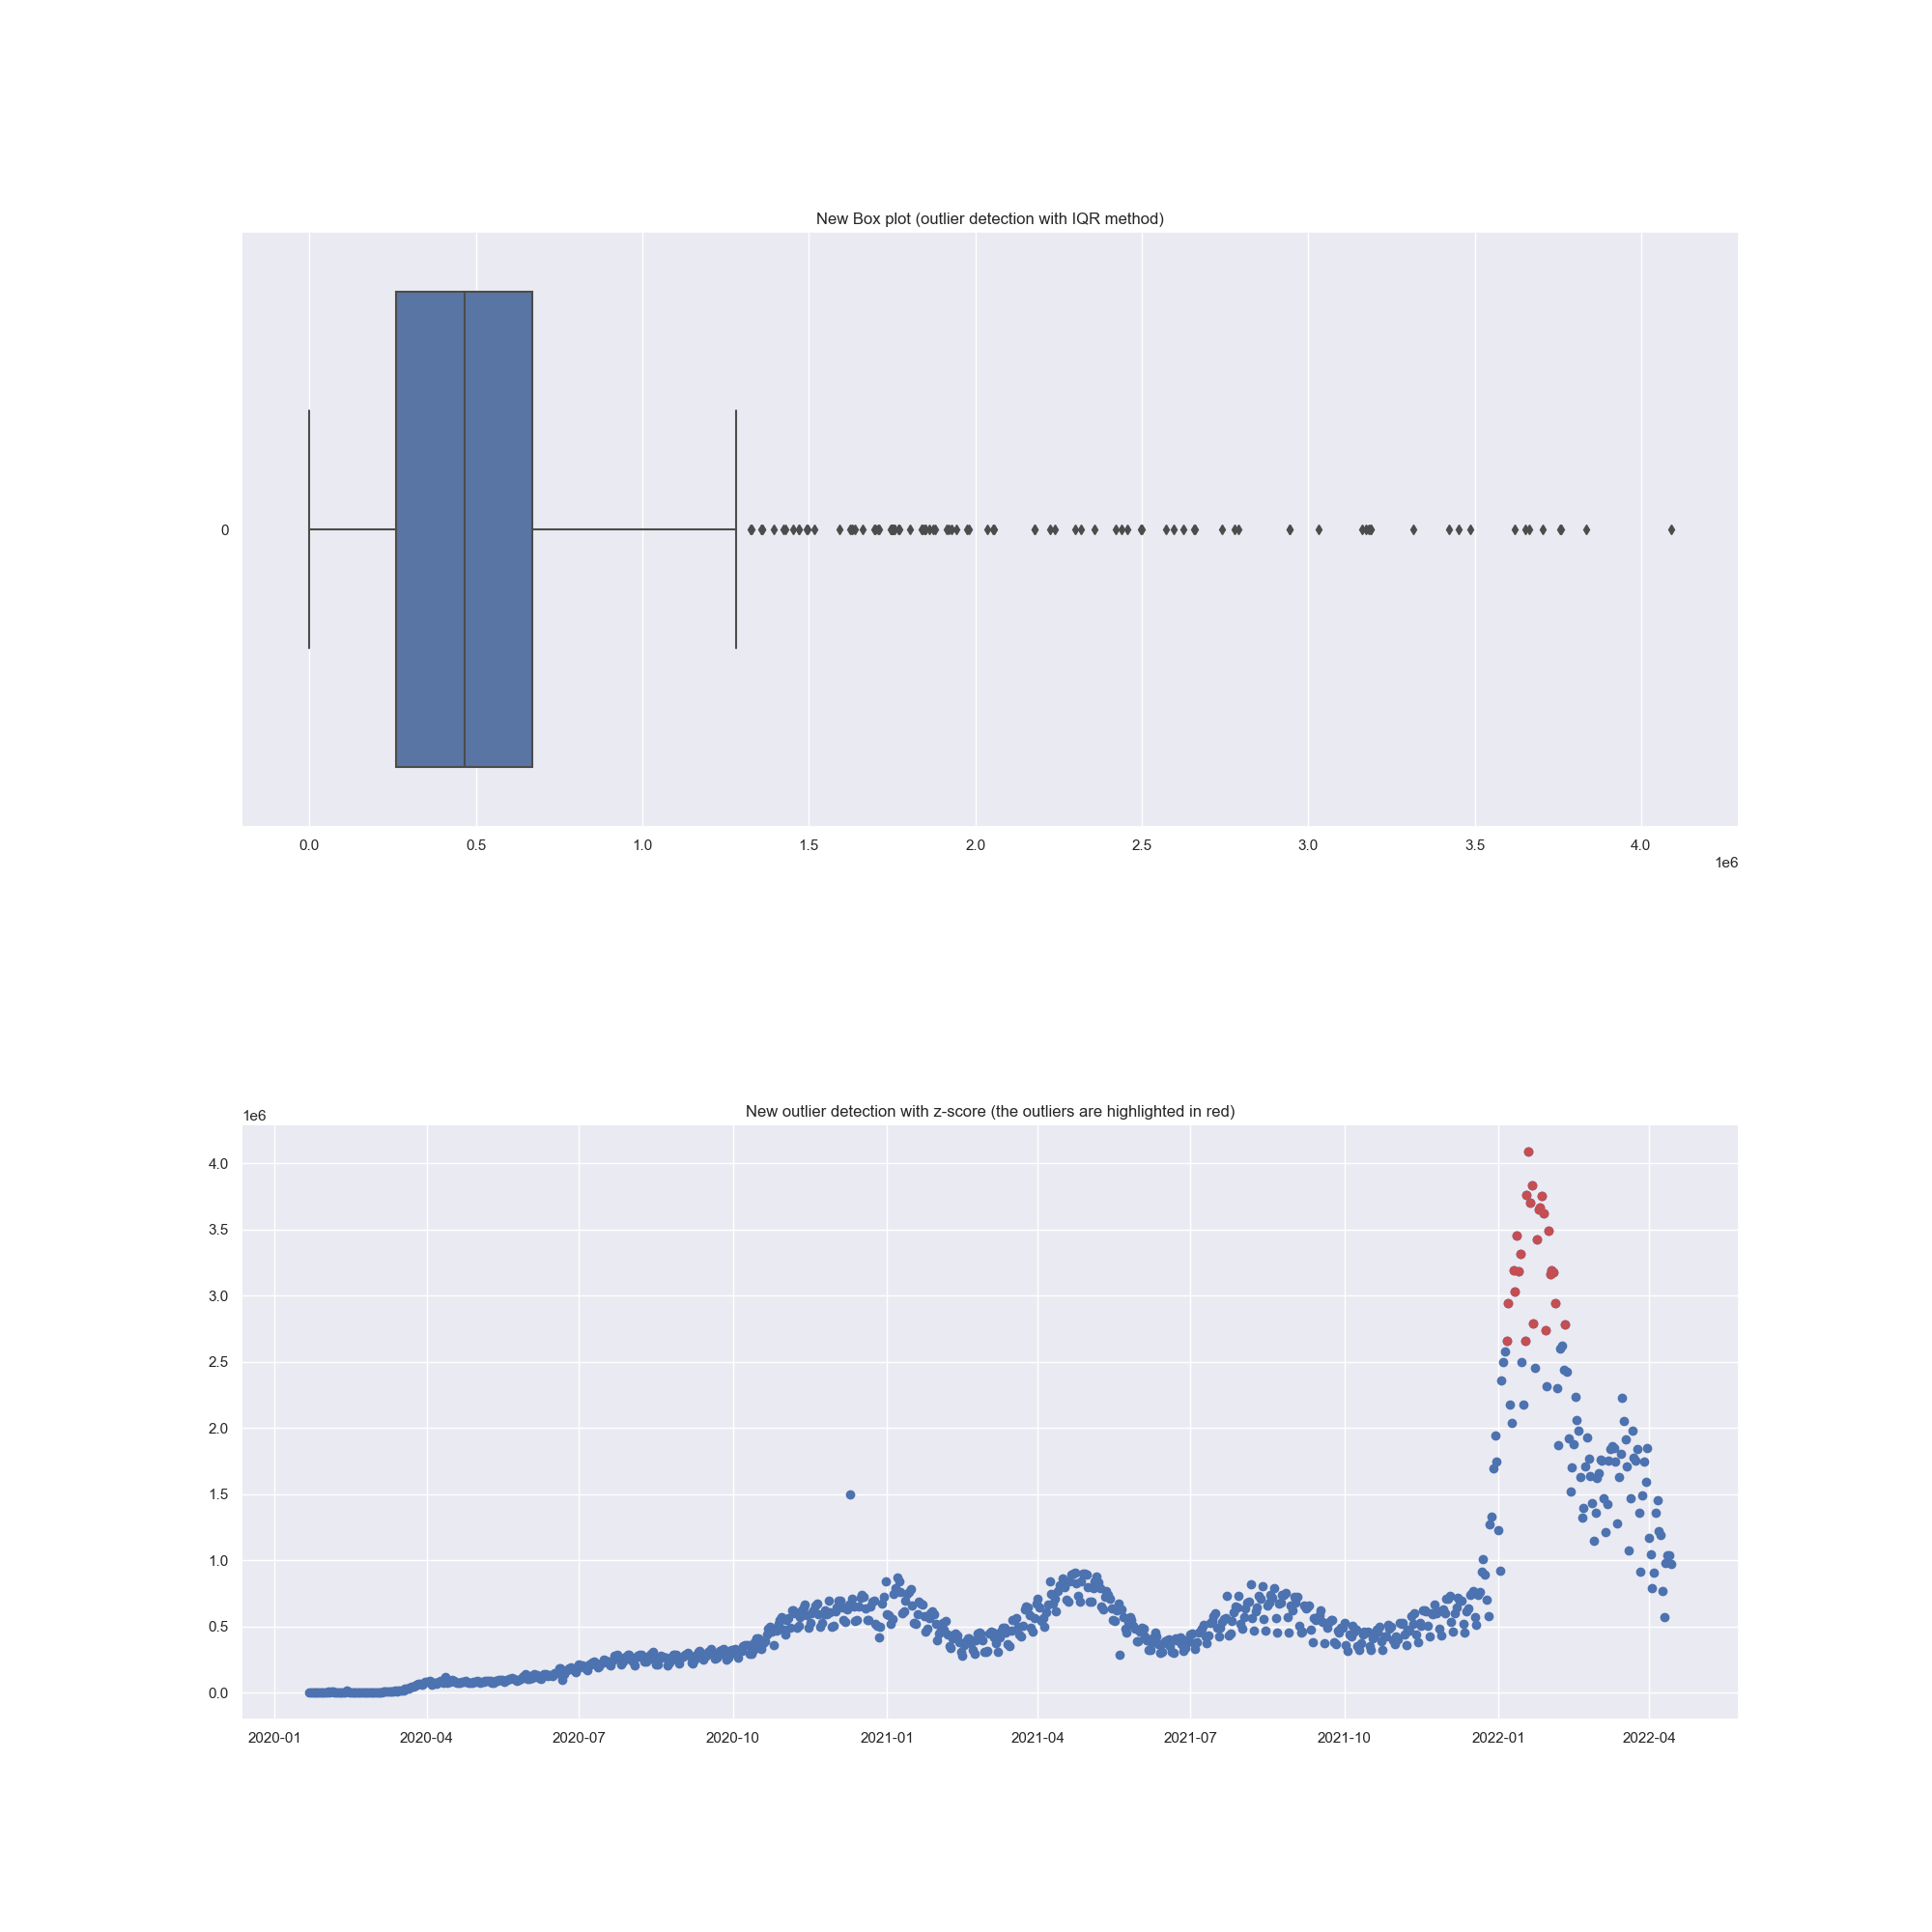 New Box plot (outlier detection with IQR method)
0
0.0 0.5 1.0 1.5 2.0 2.5 3.0 3.5 4.0
1e6
New outlier detection with z-score (the outliers are highlighted in red)
1e6
4.0
3.5
3.0
2.5
2.0
1.5
1.0
0.5
0.0
2020-01 2020-04 2020-07 2020-10 2021-01 2021-04 2021-07 2021-10 2022-01 2022-04